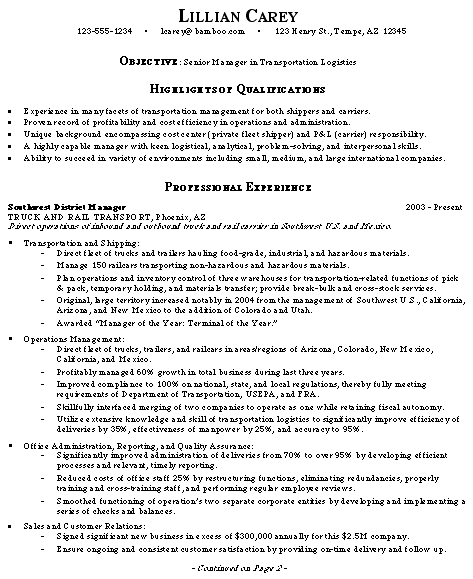 LILLIAN CAREY
123-555-1234 • lcarey@bamboo.com • 123 Henry St., Tempe, AZ 12345
OBJECTIVE: Senior Manager in Transportation Logistics
HIGHLIGHTS OF QUALIFICATIONS
• Experience in many facets of transportation management for both shippers and carriers.
• Proven record of profitability and cost efficiency in operations and administration.
• Unique background encompassing cost center (private fleet shipper) and P&L (carrier) responsibility.
• A highly capable manager with keen logistical, analytical, problem-solving, and interpersonal skills.
• Ability to succeed in variety of environments including small, medium, and large international companies.
PROFESSIONAL EXPERIENCE
Southwest District Manager 2003 - Present
TRUCK AND RAIL TRANSPORT, Phoenix, AZ
Direct operations of inbound and outbound truck and rail carrier in Southwest U.S. and Mexico.
• Transportation and Shipping:
- Direct fleet of trucks and trailers hauling food-grade, industrial, and hazardous materials.
- Manage 150 railcars transporting non-hazardous and hazardous materials.
- Plan operations and inventory control of three warehouses for transportation-related functions of pick
& pack, temporary holding, and materials transfer; provide break-bulk and cross-stock services.
- Original, large territory increased notably in 2004 from the management of Southwest U.S., California,
Arizona, and New Mexico to the addition of Colorado and Utah.
- Awarded "Manager of the Year: Terminal of the Year."
• Operations Management:
- Direct fleet of trucks, trailers, and railcars in areas/regions of Arizona, Colorado, New Mexico,
California, and Mexico.
- Profitably managed 60% growth in total business during last three years.
- Improved compliance to 100% on national, state, and local regulations, thereby fully meeting
requirements of Department of Transportation, USEPA, and FRA.
- Skillfully interfaced merging of two companies to operate as one while retaining fiscal autonomy.
- Utilize extensive knowledge and skill of transportation logistics to significantly improve efficiency of
deliveries by 35%, effectiveness of manpower by 25%, and accuracy to 95%.
• Office Administration, Reporting, and Quality Assurance:
- Significantly improved administration of deliveries from 70% to over 95% by developing efficient
processes and relevant, timely reporting.
- Reduced costs of office staff 25% by restructuring functions, eliminating redundancies, properly
training and cross-training staff, and performing regular employee reviews.
- Smoothed functioning of operation's two separate corporate entities by developing and implementing a
series of checks and balances.
• Sales and Customer Relations:
- Signed significant new business in excess of $300,000 annually for this $2.5M company.
- Ensure ongoing and consistent customer satisfaction by providing on-time delivery and follow up.
- Continued on Page 2 -